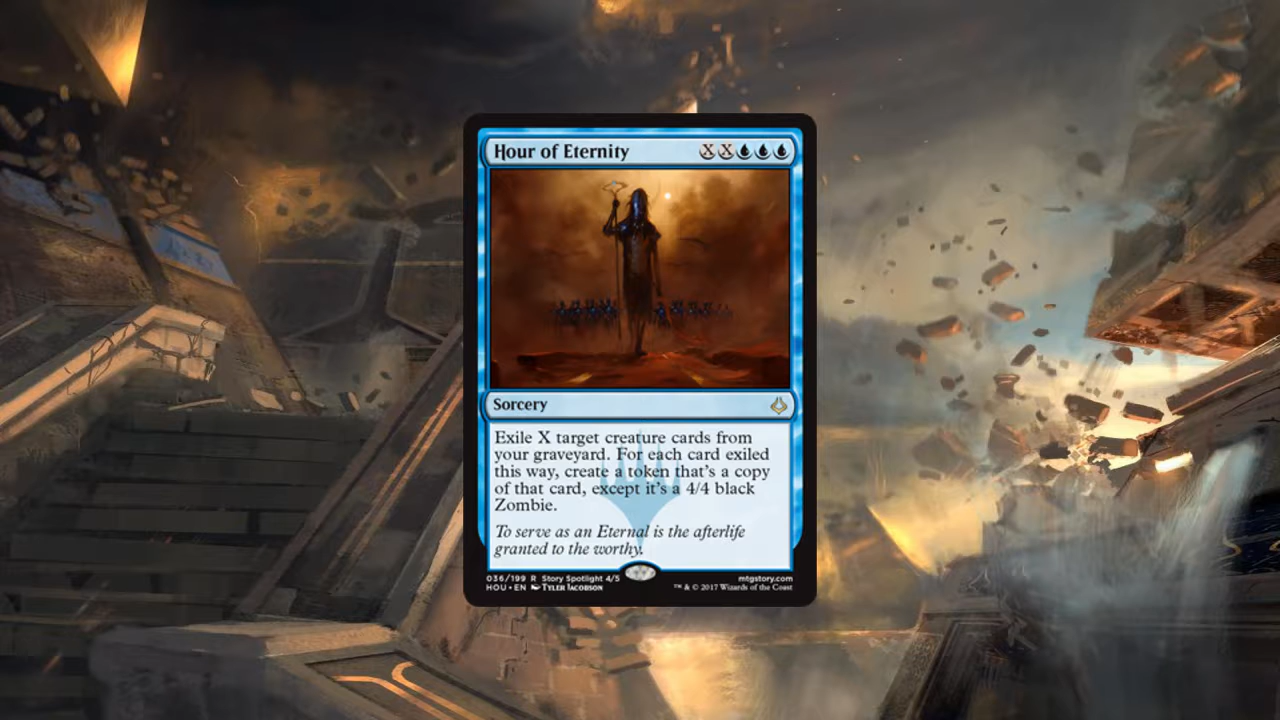 Hour of Eternity XX
Sorcery
Exile X target creature cards from
your graveyard. For each card exiled
this way, create a token that's a copy
of that card, except it's a 4/4 black
Zombie.
To serve as an Eternal is the afterlife
granted to the worthy.
036/199 R Story Spotlight 4/5 mtgstory.com
HOU • EN Tyler Jacobson ™ & © 2017 Wizards of the Coast